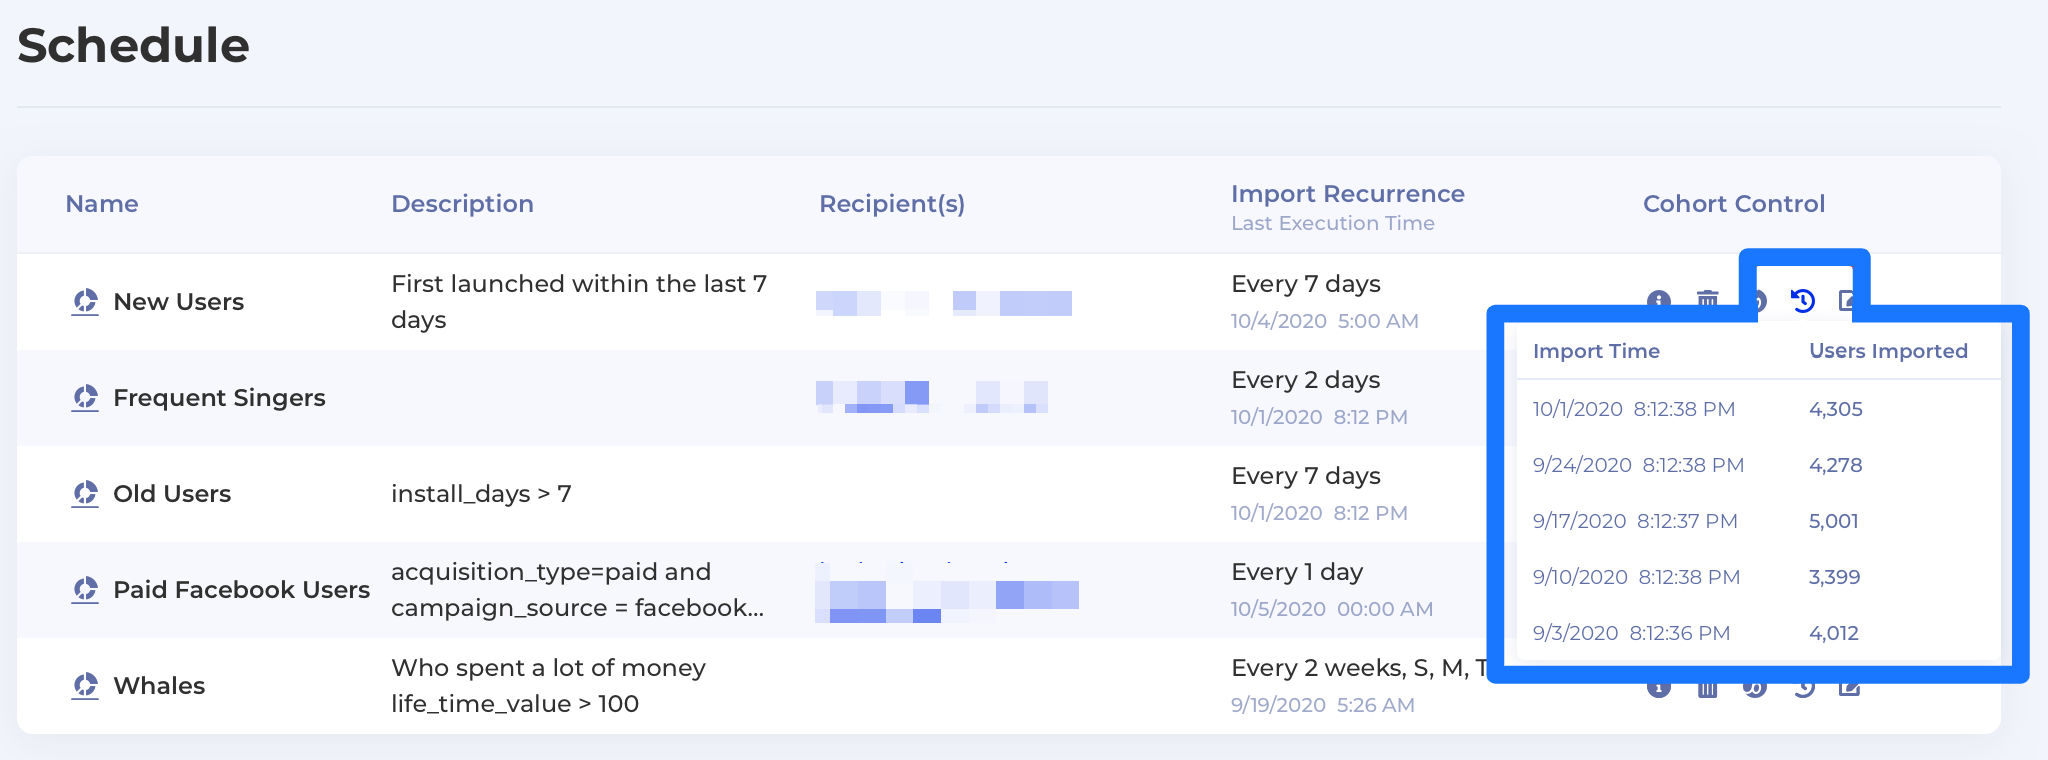 Schedule
Name
Description
Recipient(s)
Import Recurrence
Last Execution Time
Cohort Control
New Users
First launched within the last 7
days
Every 7 days
10/4/2020 5:00 AM
Frequent Singers
Every 2 days
10/1/2020 8:12 PM
Old Users
install_days > 7
Every 7 days
10/1/2020 8:12 PM
Paid Facebook Users
acquisition_type=paid and
campaign_source = facebook...
Every 1 day
10/5/2020 00:00 AM
Whales
Who spent a lot of money
life_time_value > 100
Every 2 weeks, S, M, T
9/19/2020 5:26 AM
Import Time
Users Imported
10/1/2020 8:12:38 PM
4,305
9/24/2020 8:12:38 PM
4,278
9/17/2020 8:12:37 PM
5,001
9/10/2020 8:12:38 PM
3,399
9/3/2020 8:12:36 PM
4,012